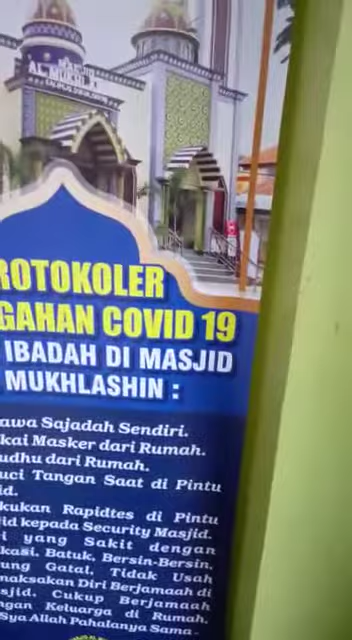 MASJID
AL MUKHLA
ROTOKOLER
GAHAN COVID 19
IBADAH DI MASJID
MUKHLASHIN :
awa Sajadah Sendiri.
kai Masker dari Rumah.
udhu dari Rumah.
uci Tangan Saat di Pintu
id.
kukan Rapidtes di Pintu
jid kepada Security Masjid.
i yang Sakit dengan
kasi, Batuk, Bersin-Bersin,
ung Gatal, Tidak Usah
maksakan Diri Berjamaah di
sjid, Cukup Berjamaah
ngan Keluarga di Rumah,
Sya Allah Pahalanya Sama.